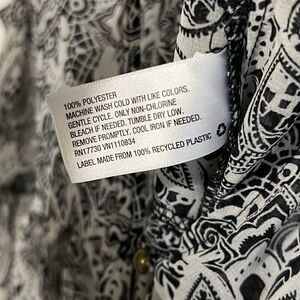 100% POLYESTER
MACHINE WASH COLD WITH LIKE COLORS.
GENTLE CYCLE. ONLY NON-CHLORINE
BLEACH IF NEEDED. TUMBLE DRY LOW.
REMOVE PROMPTLY. COOL IRON IF NEEDED.
RN17730 VN1110834
LABEL MADE FROM 100% RECYCLED PLASTIC